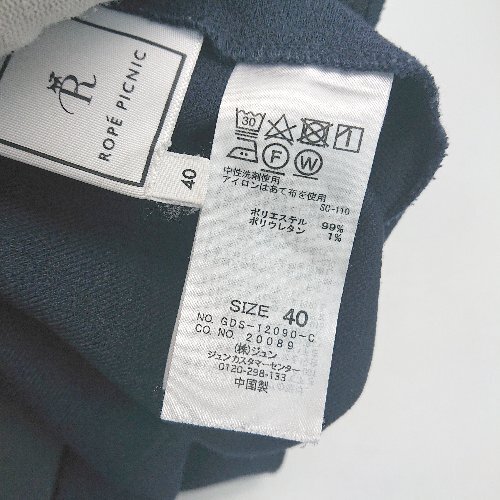 R
ROPÉ PICNIC
40
30
F W
中性洗剤使用
アイロンはあて布を使用
SC-110
ポリエステル 99%
ポリウレタン 1%
SIZE 40
NO. GDS-12090-C
CO.NO. 20089
(株)ジュン
ジュンカスタマーセンター
0120-298-133
中国製